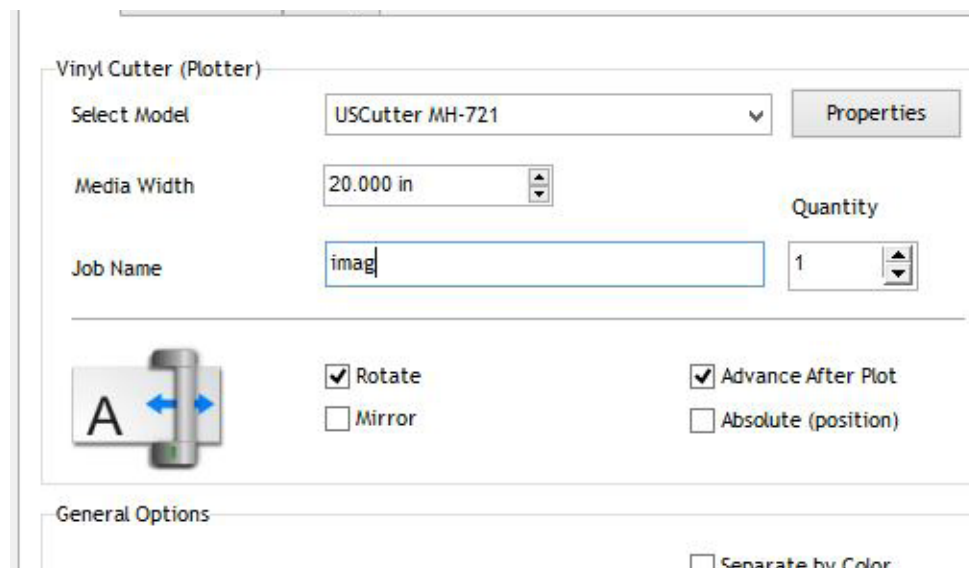 Vinyl Cutter (Plotter)
Select Model USCutter MH-721 Properties
Media Width 20.000 in
Quantity
Job Name imag 1
A Rotate Advance After Plot
Mirror Absolute (position)
General Options
Separate by Color